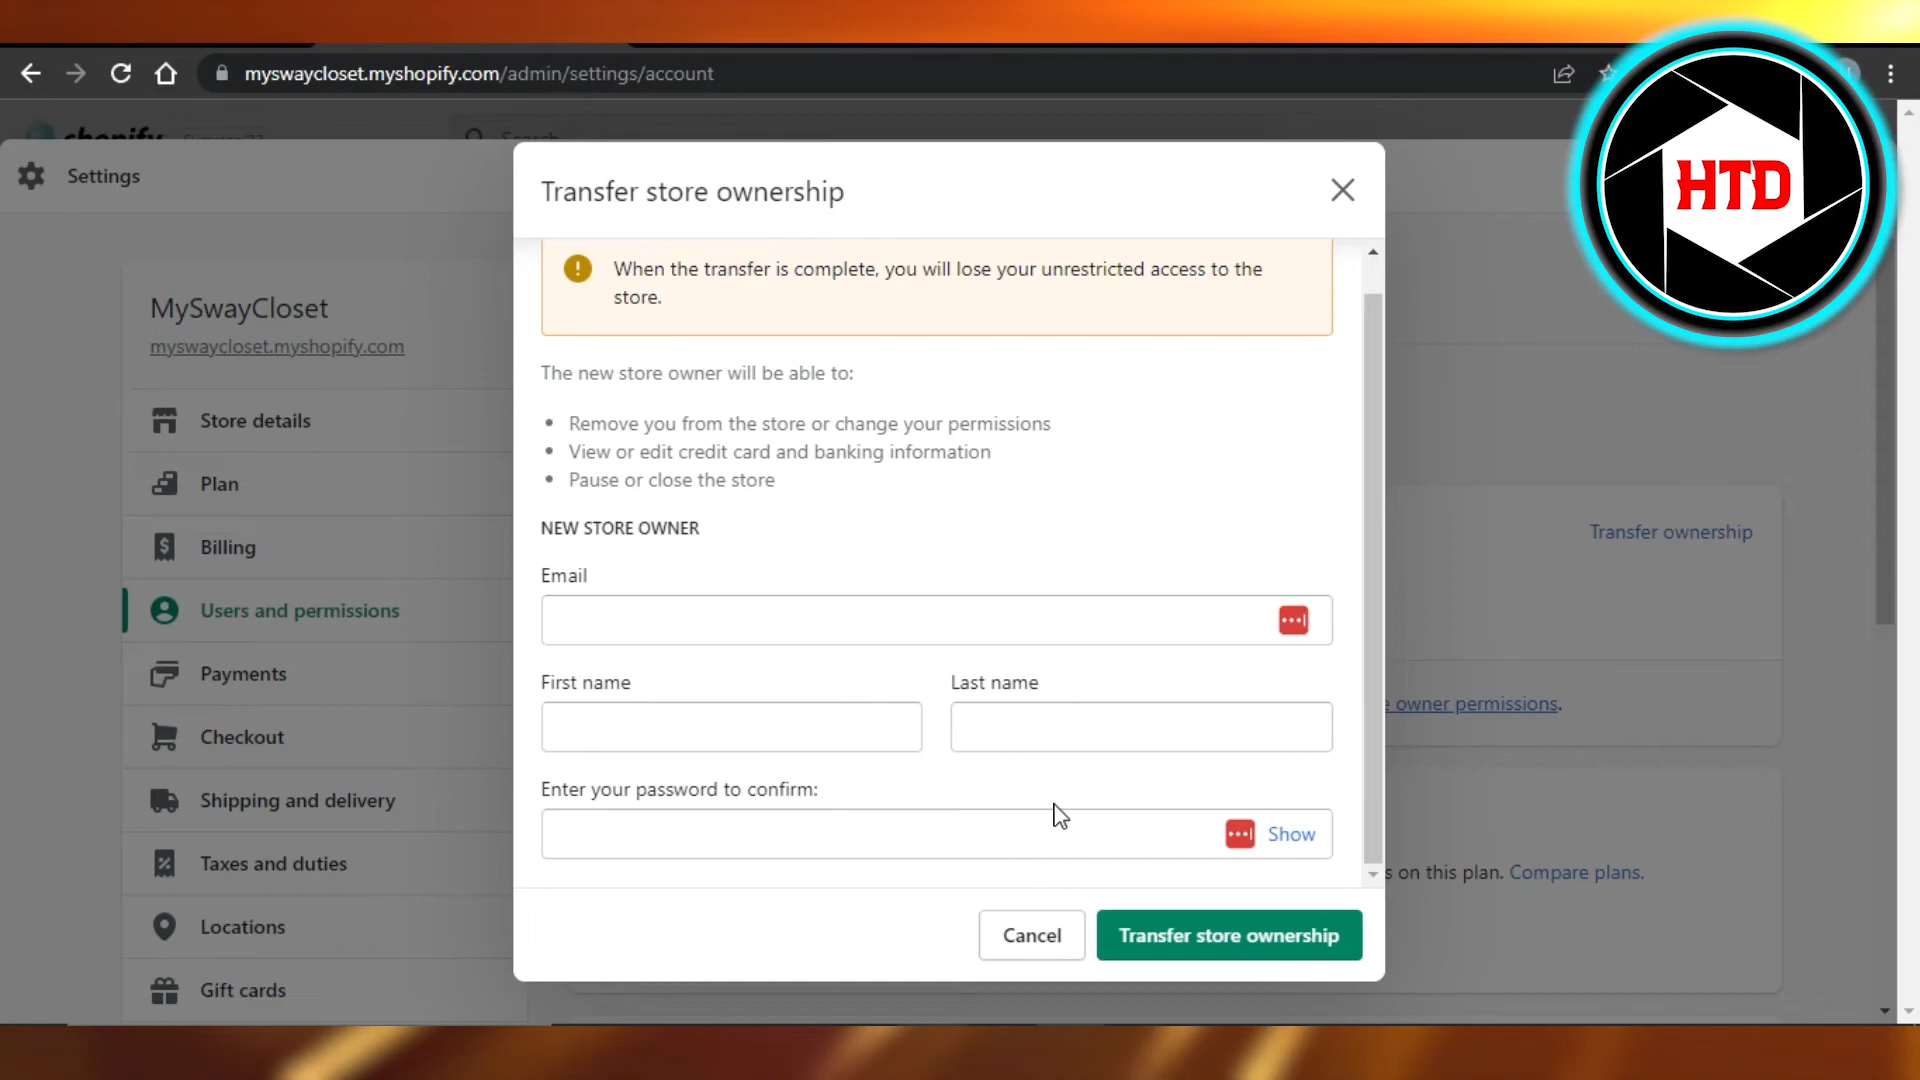 myswaycloset.myshopify.com/admin/settings/account
shopify
Search
Settings
HTD
Transfer store ownership
When the transfer is complete, you will lose your unrestricted access to the
store.
MySwayCloset
myswaycloset.myshopify.com
The new store owner will be able to:
Remove you from the store or change your permissions
View or edit credit card and banking information
Pause or close the store
Store details
Plan
Billing
Users and permissions
Payments
Checkout
Shipping and delivery
Taxes and duties
Locations
Gift cards
NEW STORE OWNER
Email
First name
Last name
Enter your password to confirm:
Show
Cancel
Transfer store ownership
Transfer ownership
owner permissions.
s on this plan. Compare plans.